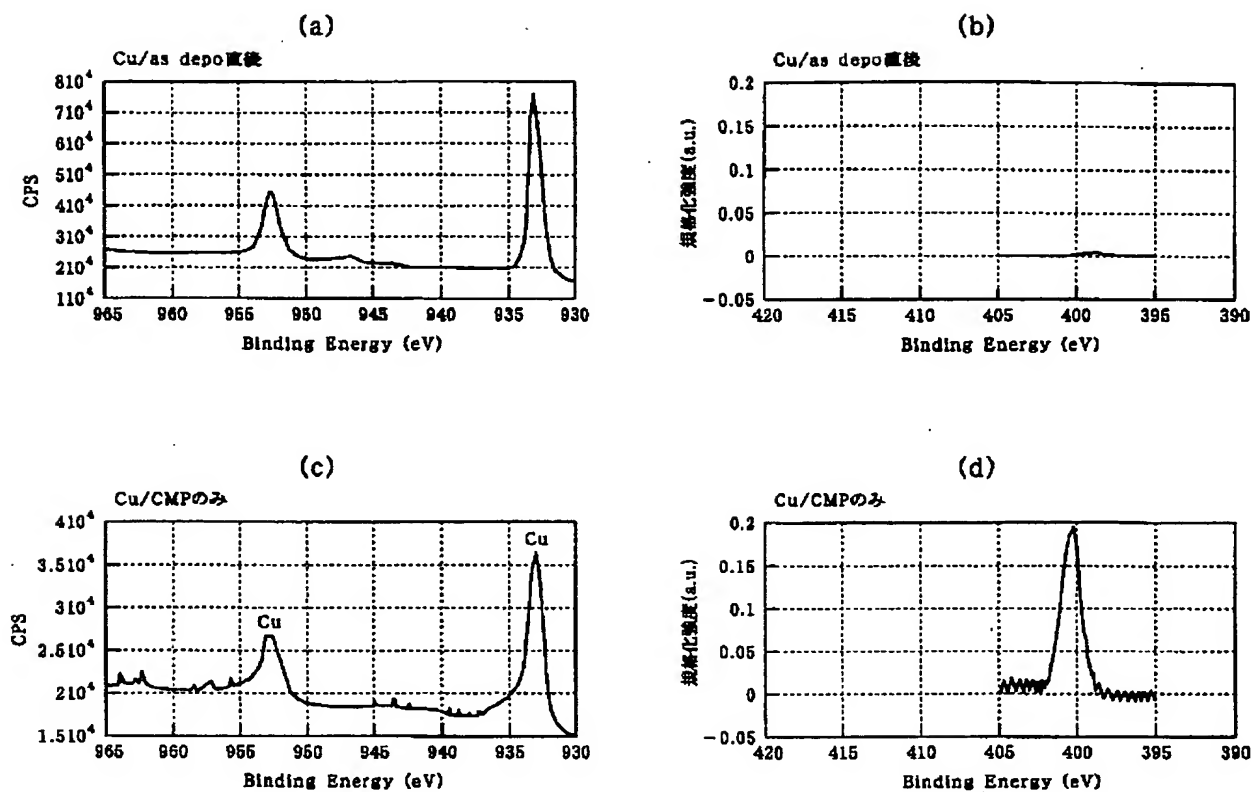 (a)
Cu/as depo直後
CPS
810⁴
710⁴
610⁴
510⁴
410⁴
310⁴
210⁴
110⁴
965 960 955 950 945 940 935 930
Binding Energy (eV)
(b)
Cu/as depo直後
規格化強度(a.u.)
0.2
0.15
0.1
0.05
0
-0.05
420 415 410 405 400 395 390
Binding Energy (eV)
(c)
Cu/CMPのみ
CPS
410⁴
3.510⁴
310⁴
2.610⁴
210⁴
1.510⁴
Cu
Cu
965 960 955 950 945 940 935 930
Binding Energy (eV)
(d)
Cu/CMPのみ
規格化強度(a.u.)
0.2
0.15
0.1
0.05
0
-0.05
420 415 410 405 400 395 390
Binding Energy (eV)